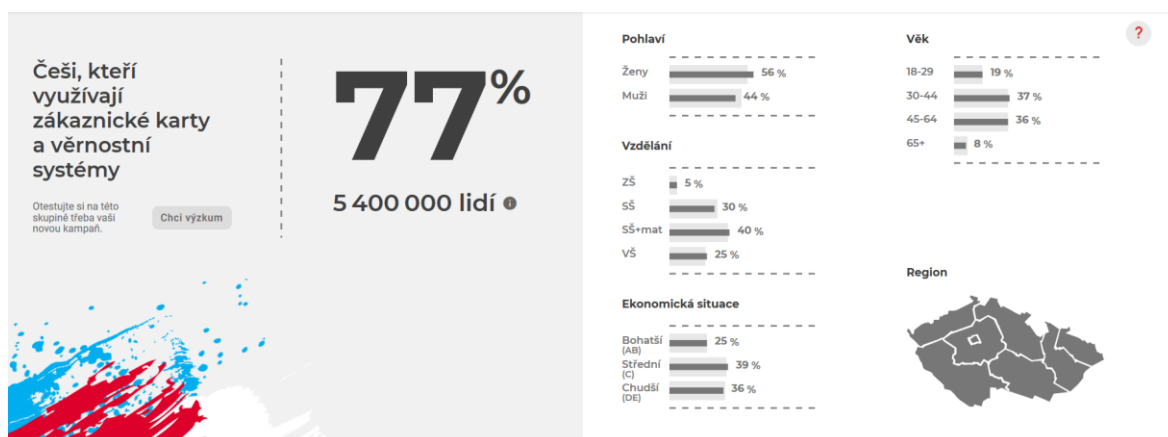 Češi, kteří
využívají
zákaznické karty
a věrnostní
systémy
Otestujte si na této
skupině třeba vaši
novou kampaň.
Chci výzkum
77%
5 400 000 lidí
Pohlaví
Ženy 56 %
Muži 44 %
Vzdělání
ZŠ 5 %
SŠ 30 %
SŠ+mat 40 %
VŠ 25 %
Ekonomická situace
Bohatší 25 %
(AB)
Střední 39 %
(C)
Chudší 36 %
(DE)
Věk
18-29 19 %
30-44 37 %
45-64 36 %
65+ 8 %
Region
?